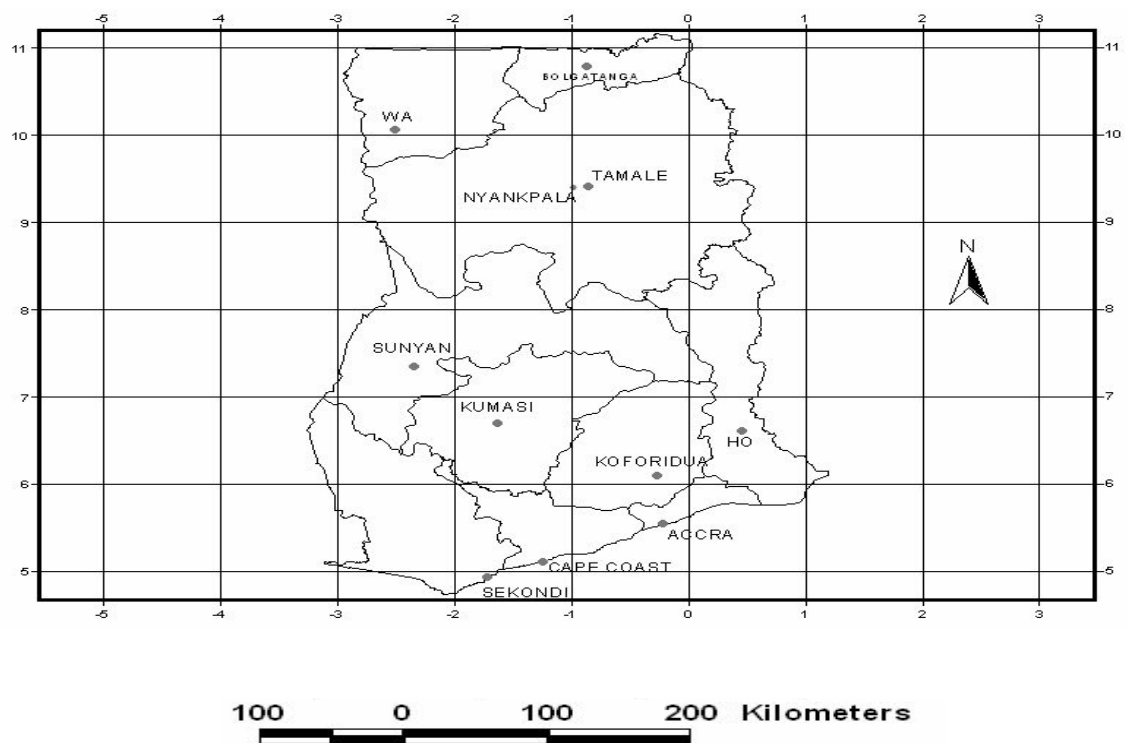 -5 -4 -3 -2 -1 0 1 2 3
11 11
BOLGATANGA
WA
10 10
TAMALE
NYANKPALA
9 9
N
8 8
SUNYAN
7 7
KUMASI
HO
KOFORIDUA
6 6
ACCRA
CAPE COAST
5 5
SEKONDI
-5 -4 -3 -2 -1 0 1 2 3
100 0 100 200 Kilometers